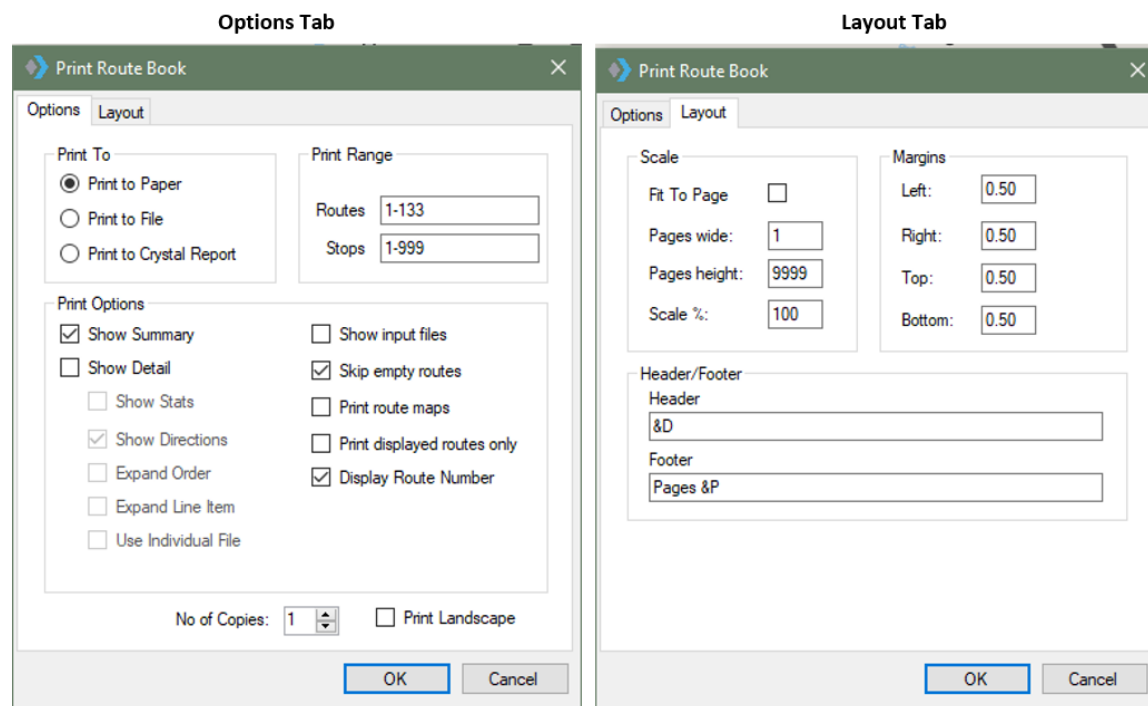 Options Tab
Print Route Book
Options Layout
Print To
Print to Paper
Print to File
Print to Crystal Report
Print Range
Routes 1-133
Stops 1-999
Print Options
Show Summary
Show Detail
Show Stats
Show Directions
Expand Order
Expand Line Item
Use Individual File
Show input files
Skip empty routes
Print route maps
Print displayed routes only
Display Route Number
No of Copies: 1
Print Landscape
OK Cancel
Layout Tab
Print Route Book
Options Layout
Scale
Fit To Page
Pages wide: 1
Pages height: 9999
Scale %: 100
Margins
Left: 0.50
Right: 0.50
Top: 0.50
Bottom: 0.50
Header/Footer
Header
&D
Footer
Pages &P
OK Cancel